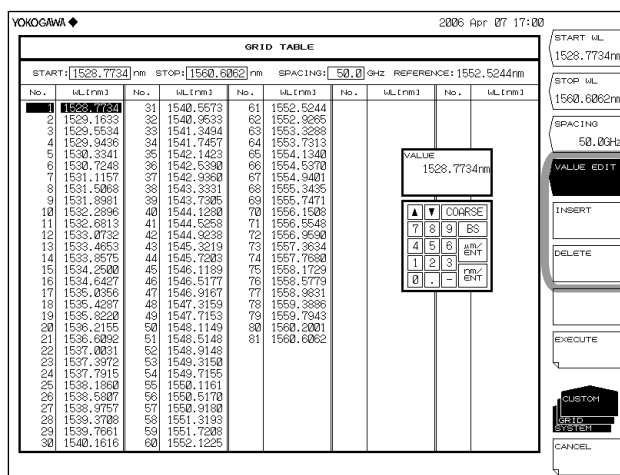 YOKOGAWA ◆ 2006 Apr 07 17:00
GRID TABLE
START: 1528.7734 nm STOP: 1560.6062 nm SPACING: 50.0 GHz REFERENCE: 1552.5244nm
No. WL[nm] No. WL[nm] No. WL[nm] No. WL[nm] No. WL[nm]
1 1528.7734 31 1540.5573 61 1552.5244
2 1529.1633 32 1540.9533 62 1552.9265
3 1529.5534 33 1541.3494 63 1553.3288
4 1529.9436 34 1541.7457 64 1553.7313
5 1530.3341 35 1542.1423 65 1554.1340
6 1530.7248 36 1542.5390 66 1554.5370
7 1531.1157 37 1542.9360 67 1554.9401
8 1531.5068 38 1543.3331 68 1555.3435
9 1531.8981 39 1543.7305 69 1555.7471
10 1532.2896 40 1544.1280 70 1556.1508
11 1532.6813 41 1544.5258 71 1556.5548
12 1533.0732 42 1544.9238 72 1556.9590
13 1533.4653 43 1545.3219 73 1557.3634
14 1533.8575 44 1545.7203 74 1557.7680
15 1534.2500 45 1546.1189 75 1558.1729
16 1534.6427 46 1546.5177 76 1558.5779
17 1535.0356 47 1546.9167 77 1558.9831
18 1535.4287 48 1547.3159 78 1559.3886
19 1535.8220 49 1547.7153 79 1559.7943
20 1536.2155 50 1548.1149 80 1560.2001
21 1536.6092 51 1548.5148 81 1560.6062
22 1537.0031 52 1548.9148
23 1537.3972 53 1549.3150
24 1537.7915 54 1549.7155
25 1538.1860 55 1550.1161
26 1538.5807 56 1550.5170
27 1538.9757 57 1550.9180
28 1539.3708 58 1551.3193
29 1539.7661 59 1551.7208
30 1540.1616 60 1552.1225
VALUE
1528.7734nm
▲ ▼ COARSE
7 8 9 BS
4 5 6 µm/ENT
1 2 3
0 . - nm/ENT
START WL
1528.7734nm
STOP WL
1560.6062nm
SPACING
50.0GHz
VALUE EDIT
INSERT
DELETE
EXECUTE
CUSTOM
GRID
SYSTEM
CANCEL